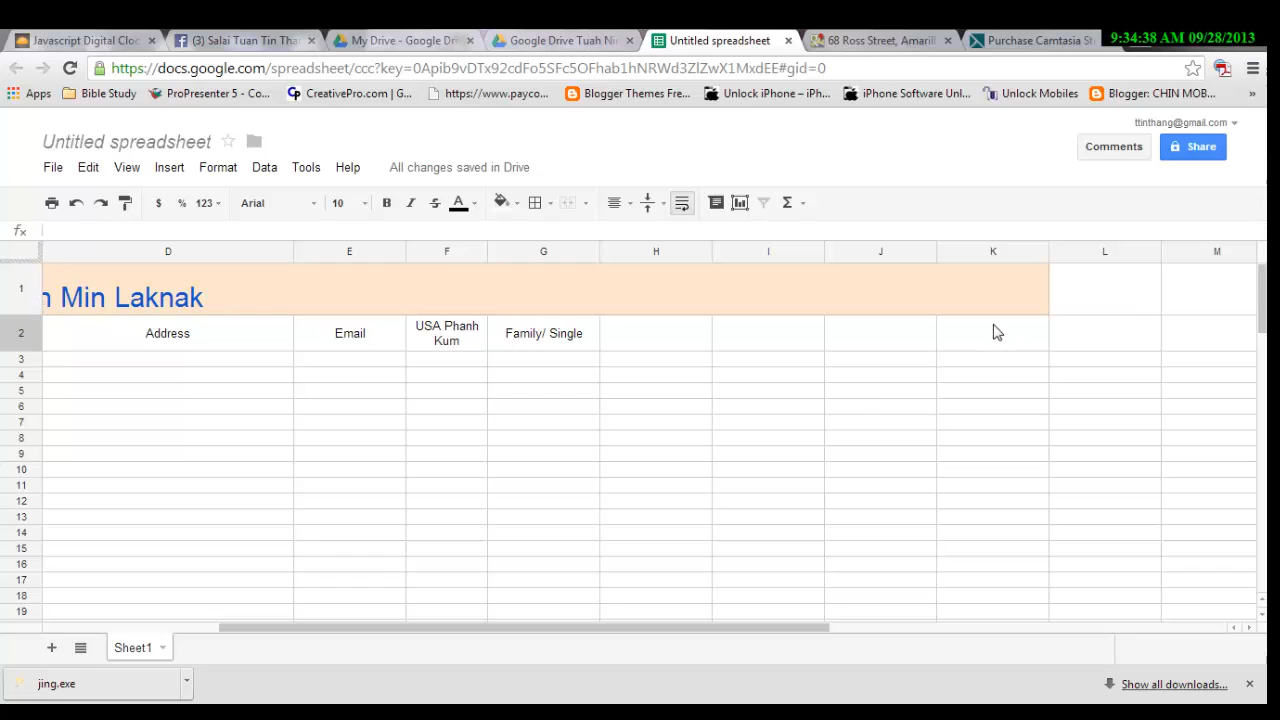 9:34:38 AM 09/28/2013
Javascript Digital Cloc
(3) Salai Tuan Tin Tha
My Drive - Google Dri
Google Drive Tuah Ni
Untitled spreadsheet
68 Ross Street, Amarill
Purchase Camtasia St
https://docs.google.com/spreadsheet/ccc?key=0Apib9vDTx92cdFo5SFc5OFhab1hNRWd3ZlZwX1MxdEE#gid=0
Apps
Bible Study
ProPresenter 5 - Co...
CreativePro.com | G...
https://www.payco...
Blogger Themes Fre...
Unlock iPhone – iPh...
iPhone Software Unl...
Unlock Mobiles
Blogger: CHIN MOB...
»
ttinthang@gmail.com
Untitled spreadsheet
Comments
Share
File Edit View Insert Format Data Tools Help All changes saved in Drive
$ % 123 Arial 10 B I S A Σ
fx
D E F G H I J K L M
1
n Min Laknak
2
Address
Email
USA Phanh
Kum
Family/ Single
3
4
5
6
7
8
9
10
11
12
13
14
15
16
17
18
19
+ Sheet1
jing.exe
Show all downloads...